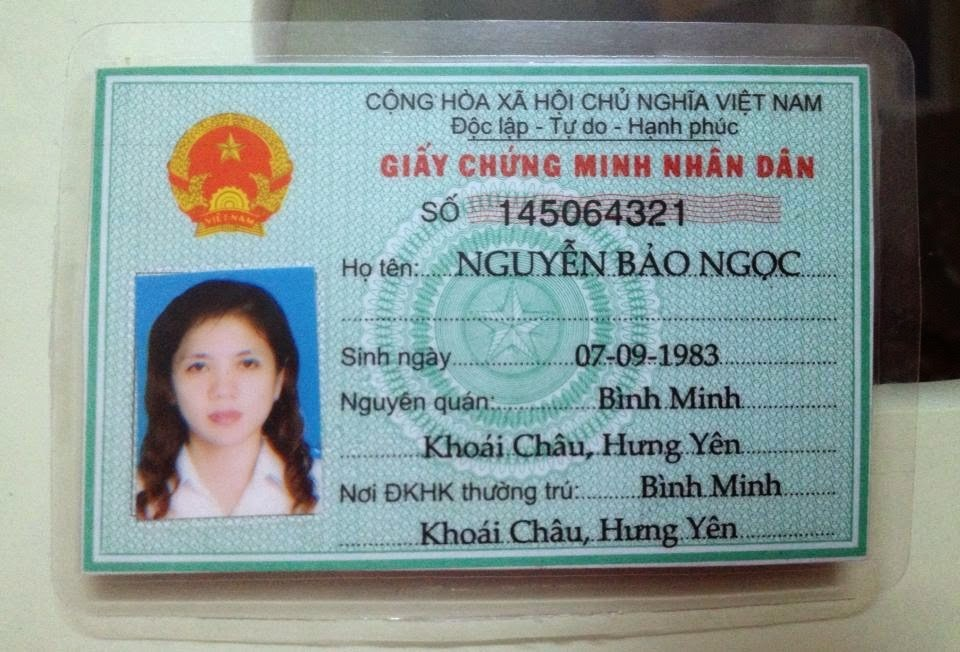 CỘNG HÒA XÃ HỘI CHỦ NGHĨA VIỆT NAM
Độc lập - Tự do - Hạnh phúc
GIẤY CHỨNG MINH NHÂN DÂN
SỐ 145064321
VIỆT NAM
Họ tên: NGUYỄN BẢO NGỌC
Sinh ngày 07-09-1983
Nguyên quán: Bình Minh
Khoái Châu, Hưng Yên
Nơi ĐKHK thường trú: Bình Minh
Khoái Châu, Hưng Yên